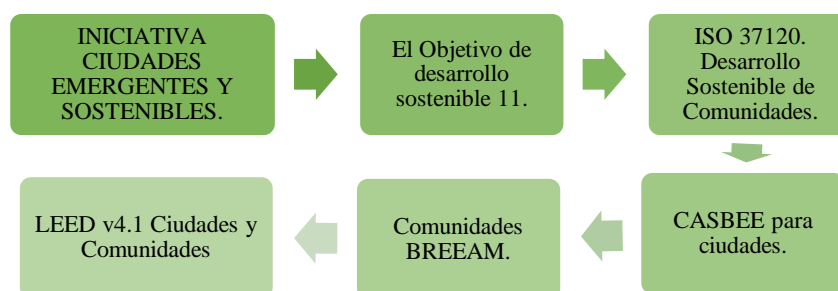 INICIATIVA
CIUDADES
EMERGENTES Y
SOSTENIBLES.
El Objetivo de
desarrollo
sostenible 11.
ISO 37120.
Desarrollo
Sostenible de
Comunidades.
CASBEE para
ciudades.
Comunidades
BREEAM.
LEED v4.1 Ciudades y
Comunidades